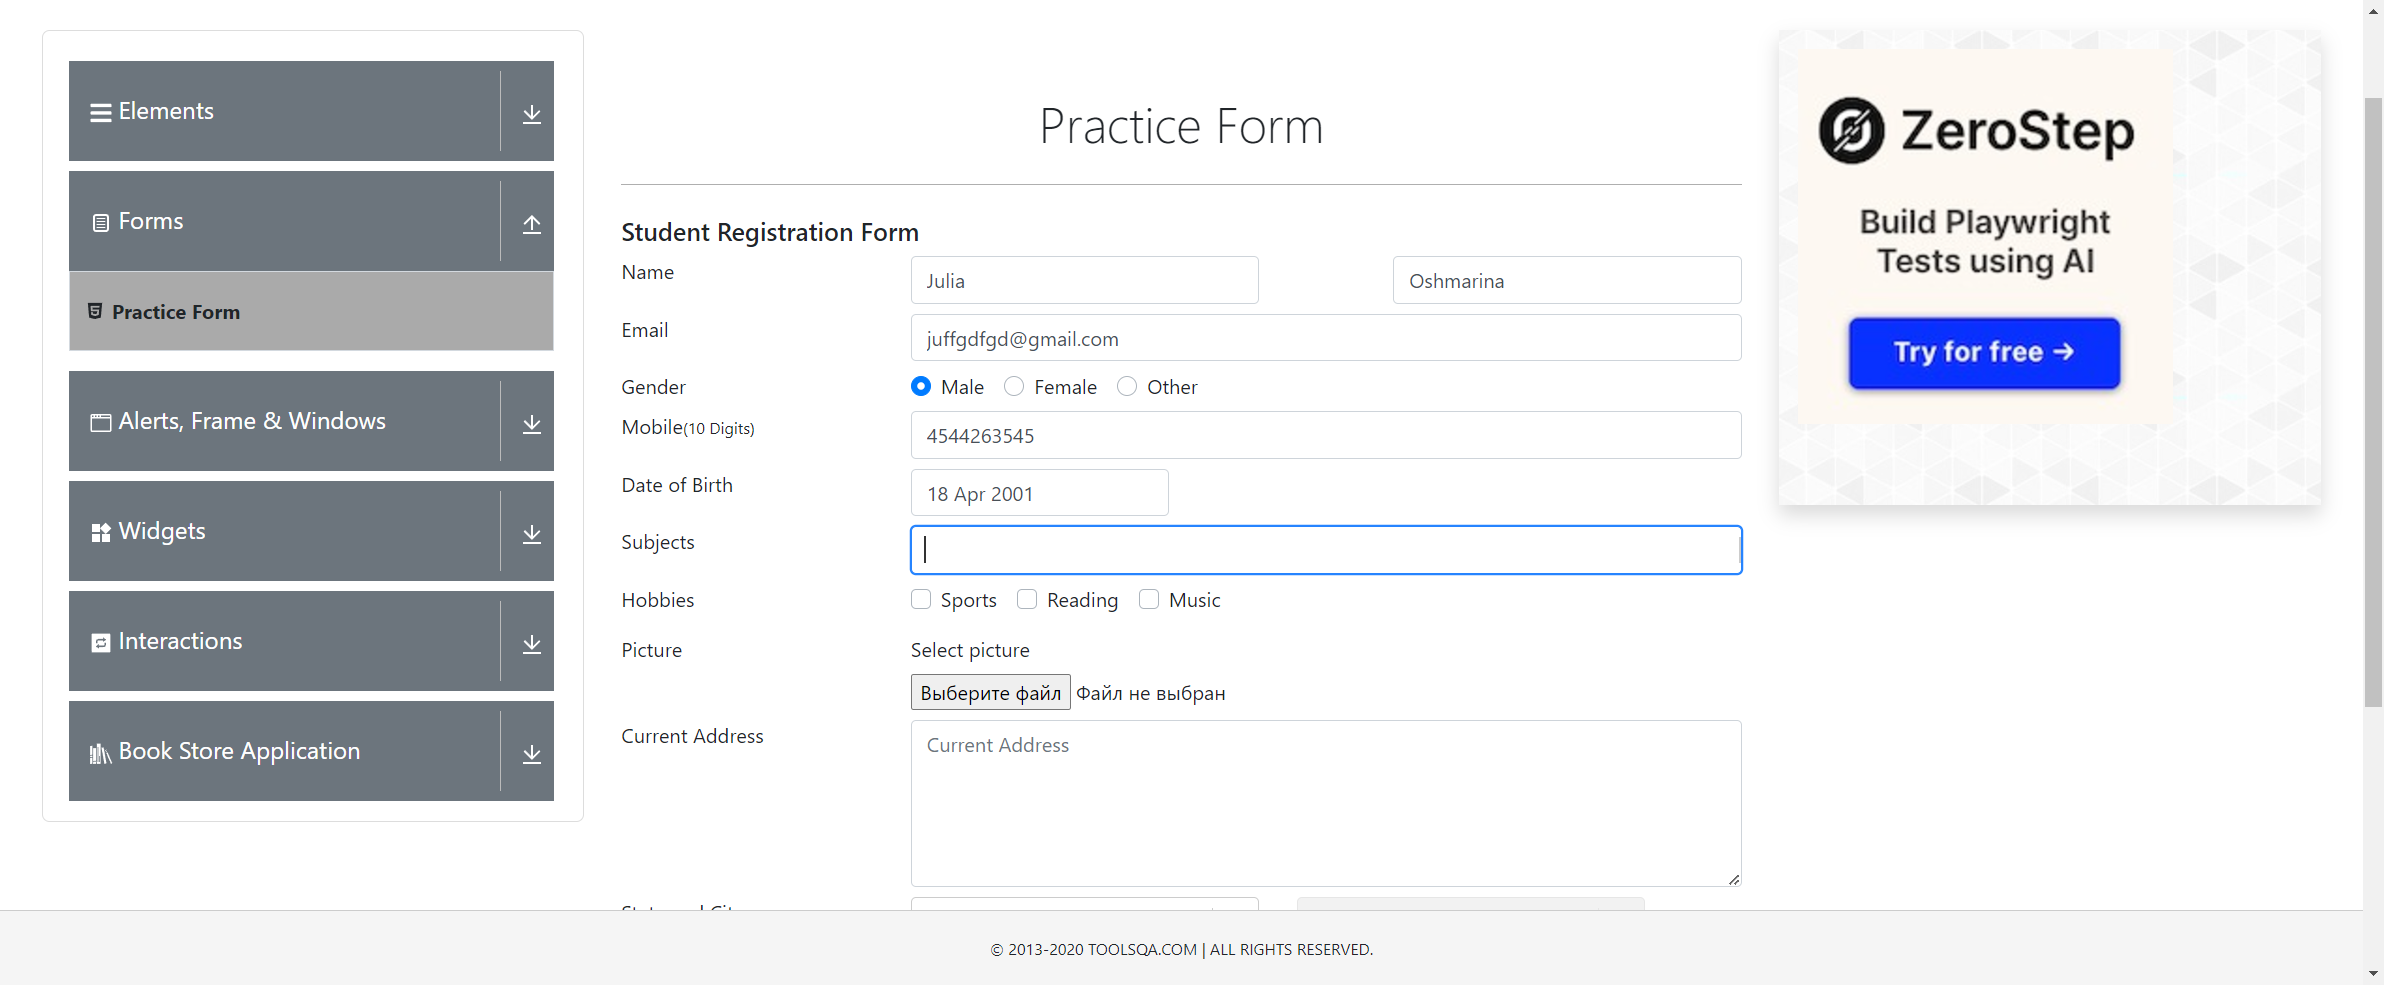 Elements
Forms
Practice Form
Alerts, Frame & Windows
Widgets
Interactions
Book Store Application
Practice Form
Student Registration Form
Name
Julia
Oshmarina
Email
juffgdfgd@gmail.com
Gender
Male
Female
Other
Mobile(10 Digits)
4544263545
Date of Birth
18 Apr 2001
Subjects
Hobbies
Sports
Reading
Music
Picture
Select picture
Выберите файл
Файл не выбран
Current Address
Current Address
ZeroStep
Build Playwright
Tests using AI
Try for free →
© 2013-2020 TOOLSQA.COM | ALL RIGHTS RESERVED.